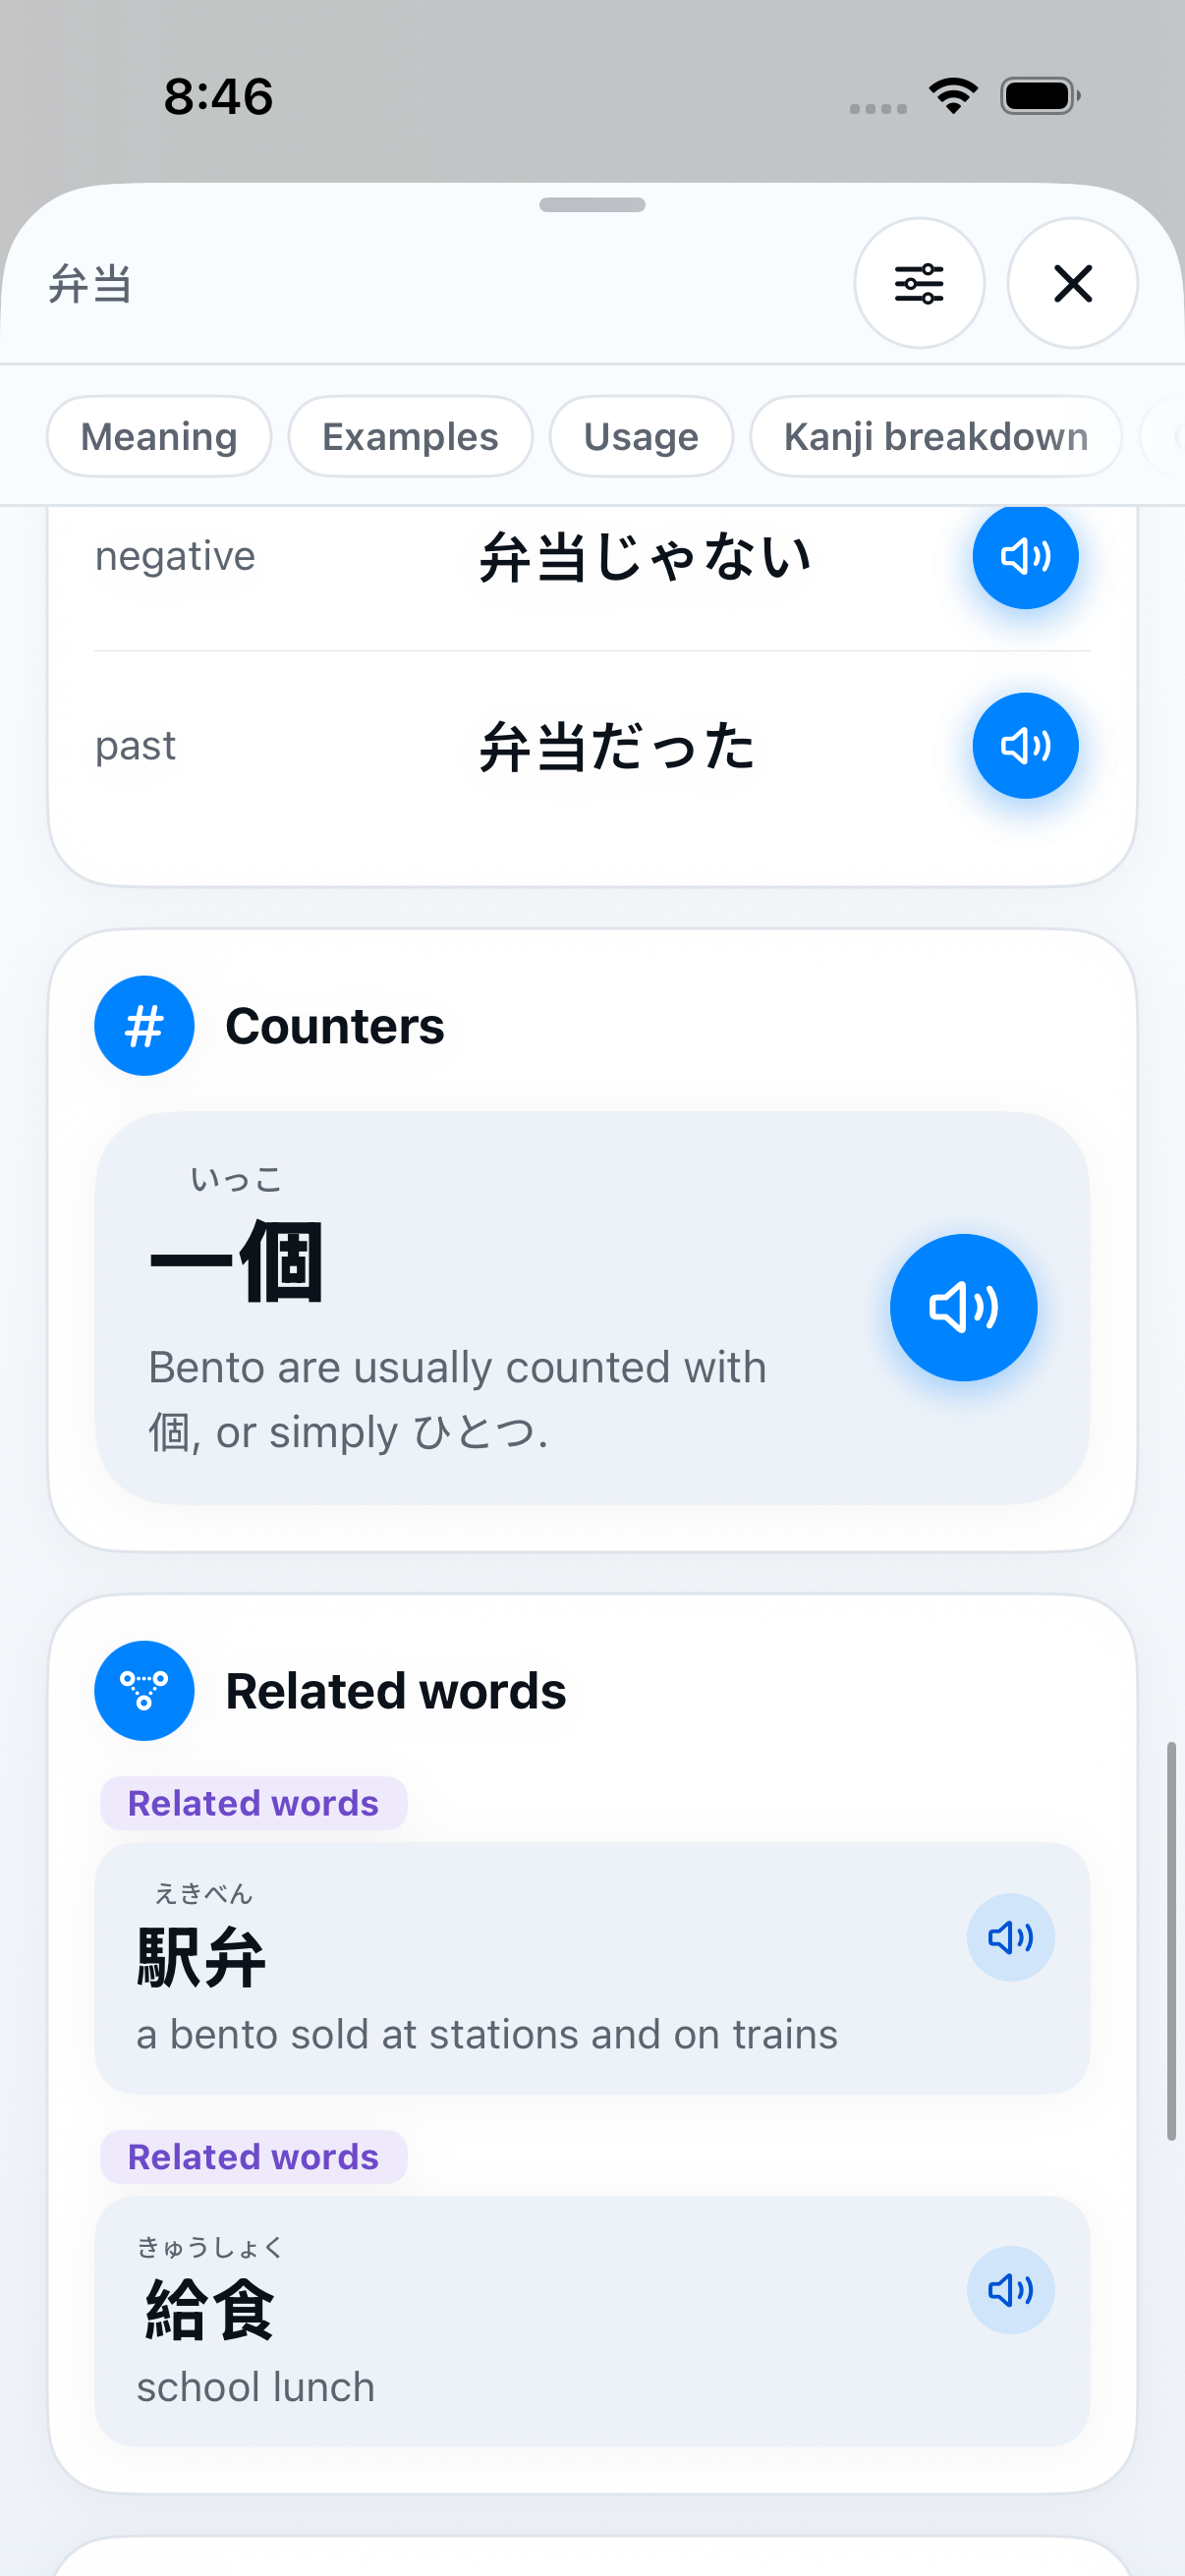 8:46
弁当
Meaning
Examples
Usage
Kanji breakdown
negative
弁当じゃない
past
弁当だった
Counters
いっこ
一個
Bento are usually counted with
個, or simply ひとつ.
Related words
Related words
えきべん
駅弁
a bento sold at stations and on trains
Related words
きゅうしょく
給食
school lunch